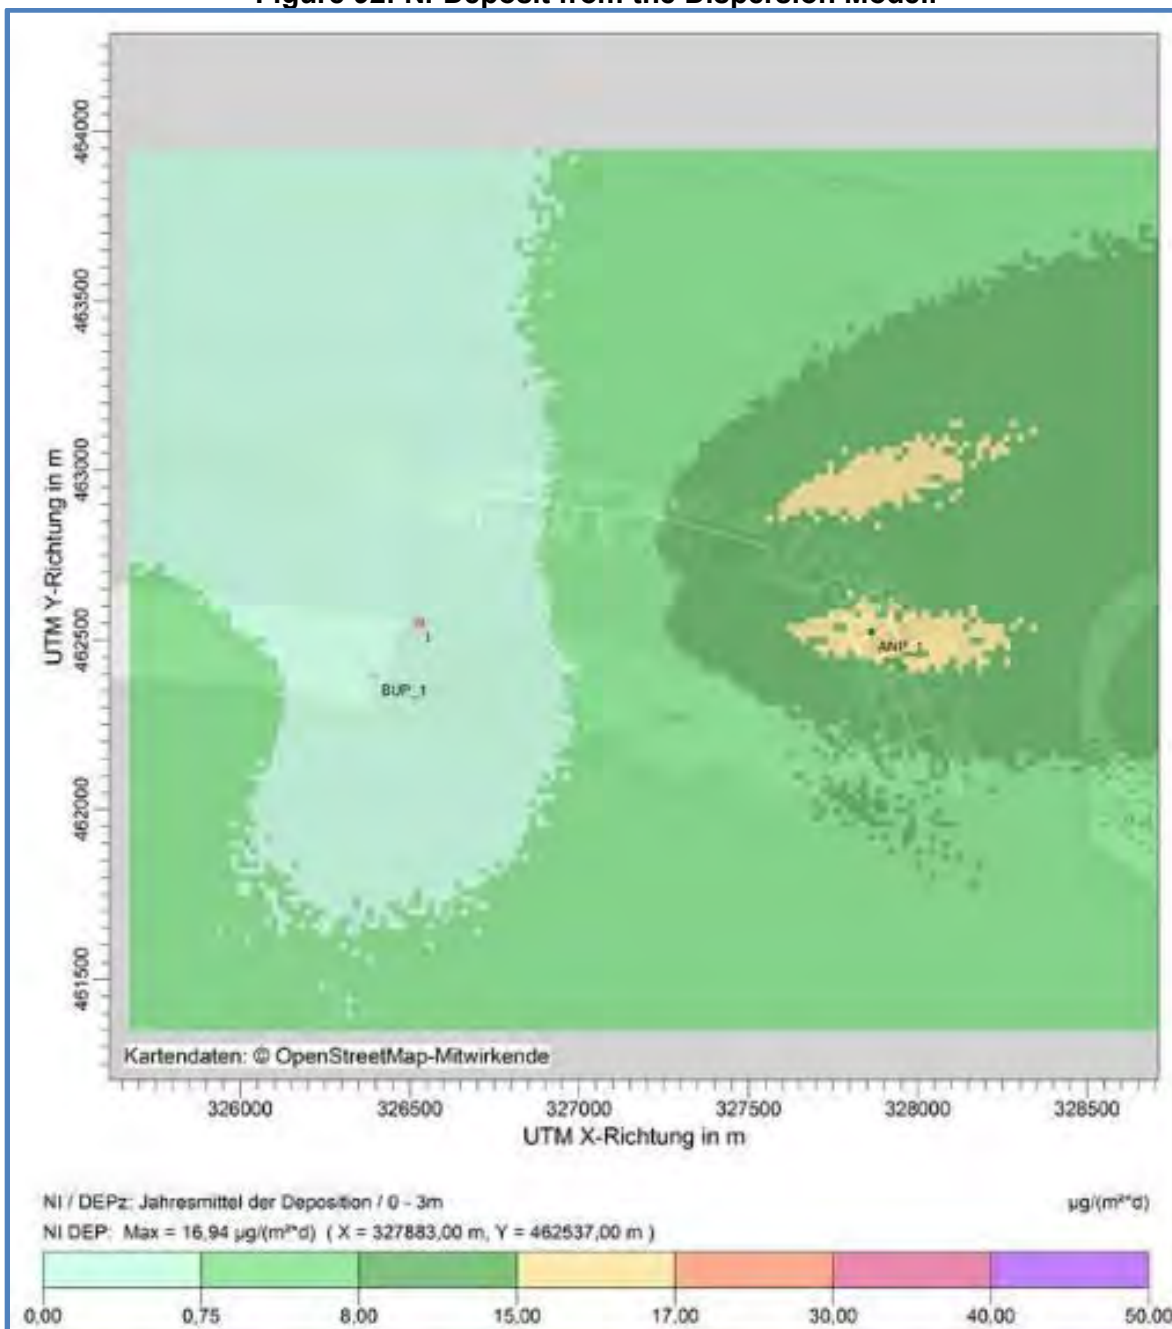 Figure 92: Ni Deposit from the Dispersion Modell
464000
463500
463000
462500
462000
461500
UTM Y-Richtung in m
1
BUP_1
ANP_1
Kartendaten: © OpenStreetMap-Mitwirkende
326000 326500 327000 327500 328000 328500
UTM X-Richtung in m
NI / DEPz: Jahresmittel der Deposition / 0 - 3m µg/(m²*d)
NI DEP: Max = 16,94 µg/(m²*d) ( X = 327883,00 m, Y = 462537,00 m )
0,00 0,75 8,00 15,00 17,00 30,00 40,00 50,00